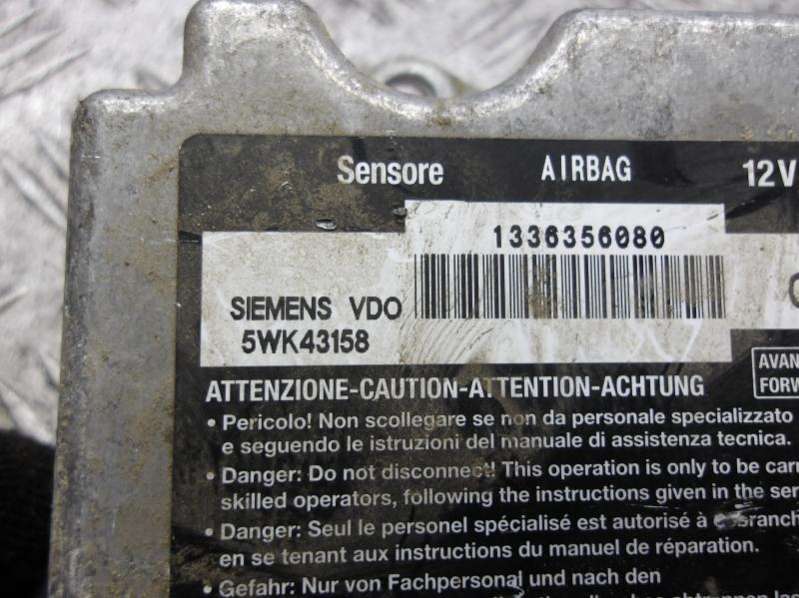 Sensore AIRBAG 12V
1336356080
SIEMENS VDO
5WK43158
AVAN
FORW
ATTENZIONE-CAUTION-ATTENTION-ACHTUNG
• Pericolo! Non scollegare se non da personale specializzato
e seguendo le istruzioni del manuale di assistenza tecnica.
• Danger: Do not disconnect! This operation is only to be carr
skilled operators, following the instructions given in the ser
• Danger: Seul le personel spécialisé est autorisé à branch
en se tenant aux instructions du manuel de réparation.
• Gefahr: Nur von Fachpersonal und nach den